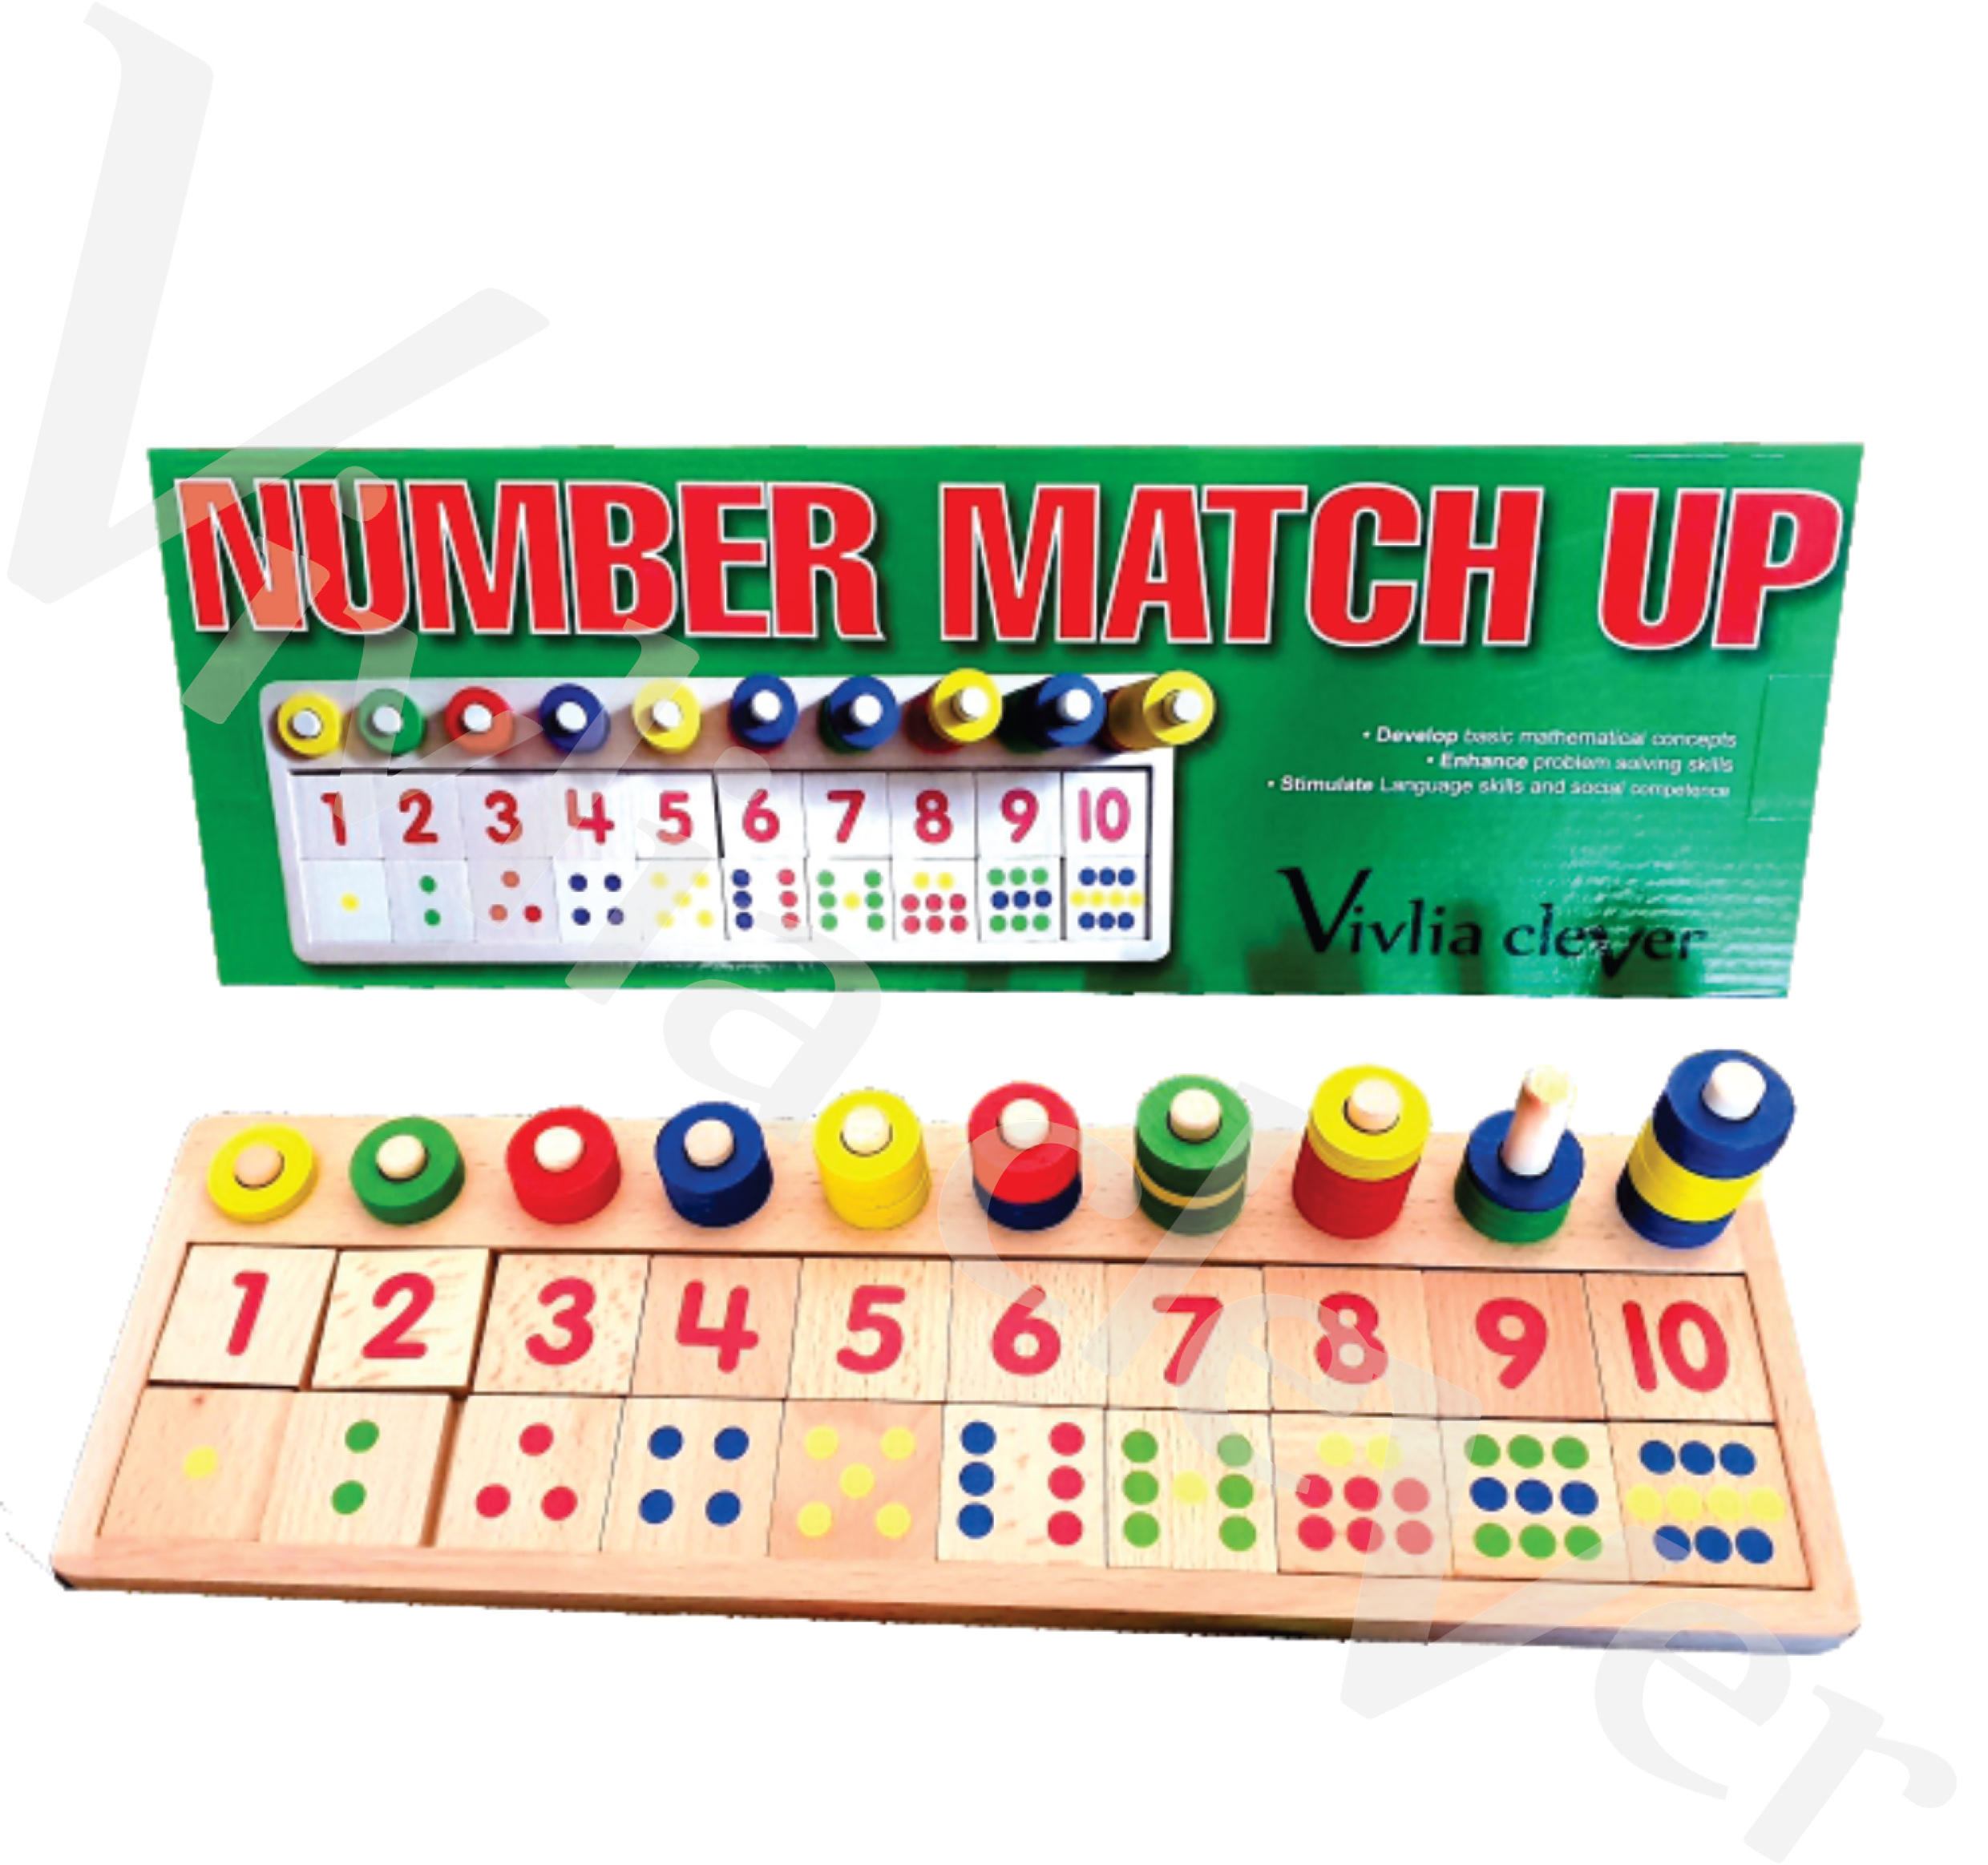 NUMBER MATCH UP
1 2 3 4 5 6 7 8 9 10
• Develop basic mathematical concepts
• Enhance problem solving skills
• Stimulate Language skills and social competence
Vivlia clever
1 2 3 4 5 6 7 8 9 10
Vivlia clever